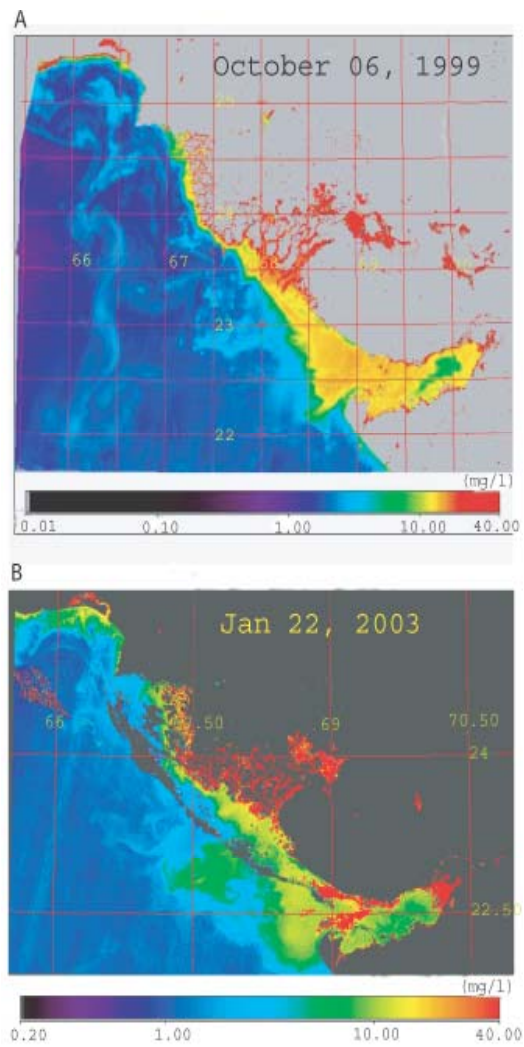 A
October 06, 1999
66 67
23
22
(mg/l)
0.01 0.10 1.00 10.00 40.00
B
Jan 22, 2003
66 69 70.50
24
22.50
(mg/l)
0.20 1.00 10.00 40.00